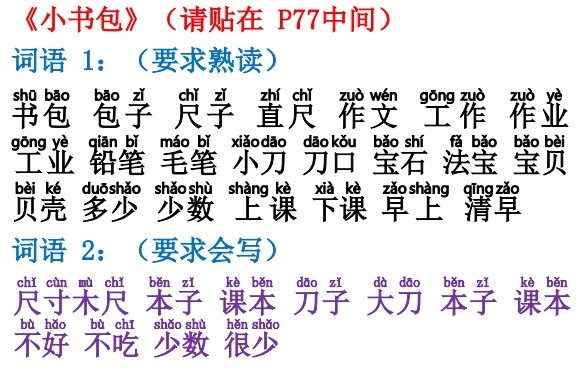 《小书包》（请贴在 P77中间）
词语 1：（要求熟读）
shū bāo bāo zǐ chǐ zǐ zhí chǐ zuò wén gōng zuò zuò yè
书包 包子 尺子 直尺 作文 工作 作业
gōng yè qiān bǐ máo bǐ xiǎo dāo dāo kǒu bǎo shí fǎ bǎo bǎo bèi
工业 铅笔 毛笔 小刀 刀口 宝石 法宝 宝贝
bèi ké duō shǎo shǎo shù shàng kè xià kè zǎo shàng qīng zǎo
贝壳 多少 少数 上课 下课 早上 清早
词语 2：（要求会写）
chǐ cùn mù chǐ běn zǐ kè běn dāo zǐ dà dāo běn zǐ kè běn
尺寸木尺 本子 课本 刀子 大刀 本子 课本
bù hǎo bù chī shǎo shù hěn shǎo
不好 不吃 少数 很少